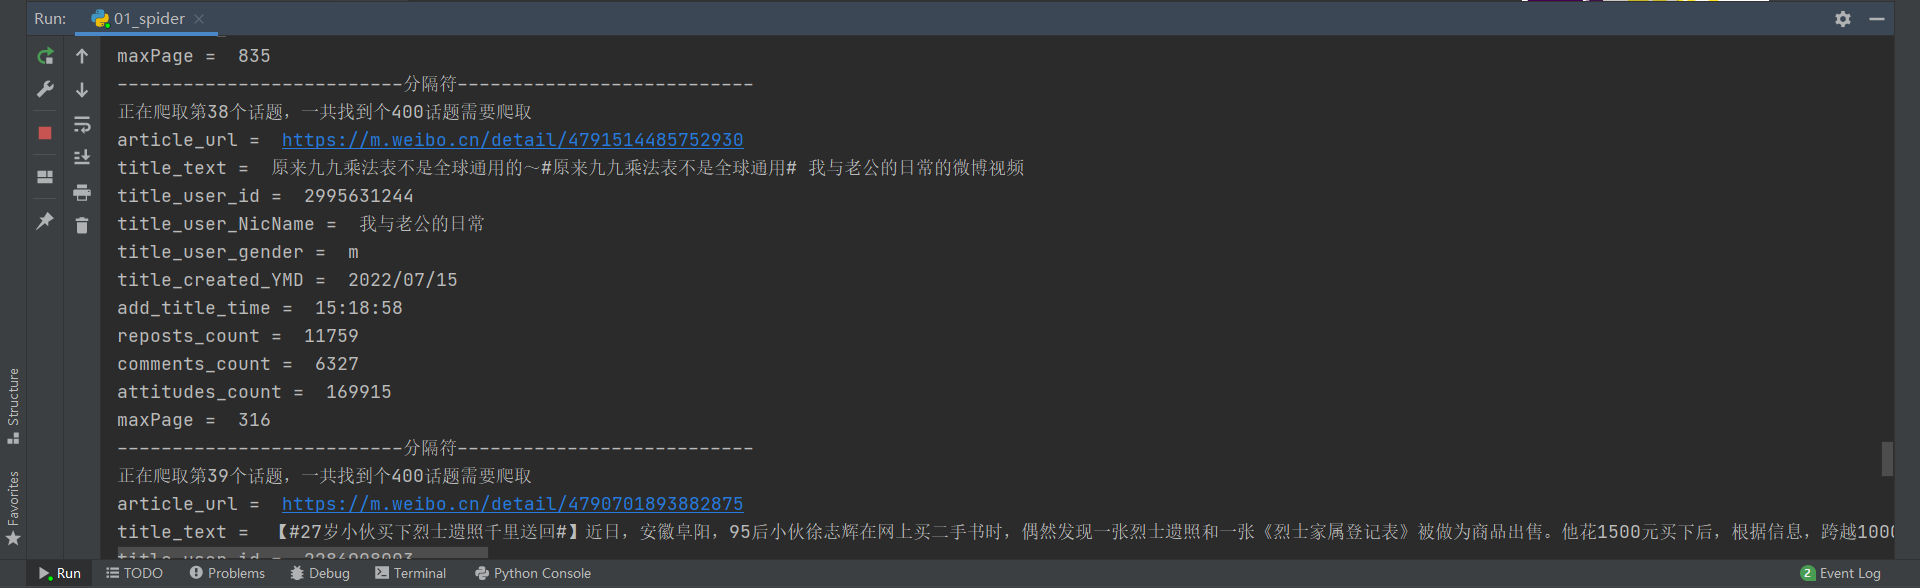 Run: 01_spider
maxPage =  835
--------------------------分隔符---------------------------
正在爬取第38个话题，一共找到个400话题需要爬取
article_url =  https://m.weibo.cn/detail/4791514485752930
title_text =  原来九九乘法表不是全球通用的～#原来九九乘法表不是全球通用# 我与老公的日常的微博视频
title_user_id =  2995631244
title_user_NicName =  我与老公的日常
title_user_gender =  m
title_created_YMD =  2022/07/15
add_title_time =  15:18:58
reposts_count =  11759
comments_count =  6327
attitudes_count =  169915
maxPage =  316
--------------------------分隔符---------------------------
正在爬取第39个话题，一共找到个400话题需要爬取
article_url =  https://m.weibo.cn/detail/4790701893882875
title_text =  【#27岁小伙买下烈士遗照千里送回#】近日，安徽阜阳，95后小伙徐志辉在网上买二手书时，偶然发现一张烈士遗照和一张《烈士家属登记表》被做为商品出售。他花1500元买下后，根据信息，跨越100
title_user_id =  2286908003
Structure
Favorites
Run TODO Problems Debug Terminal Python Console 2 Event Log